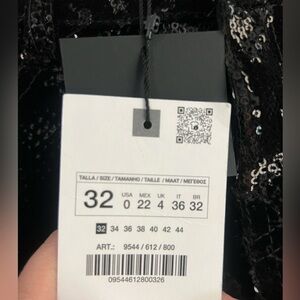 TALLA / SIZE / TAMANHO / TAILLE / MAAT / ΜΕΓΕΘΟΣ
32 USA 0 MEX 22 UK 4 IT 36 BR 32
32 34 36 38 40 42 44
ART.: 9544 / 612 / 800
09544612800326